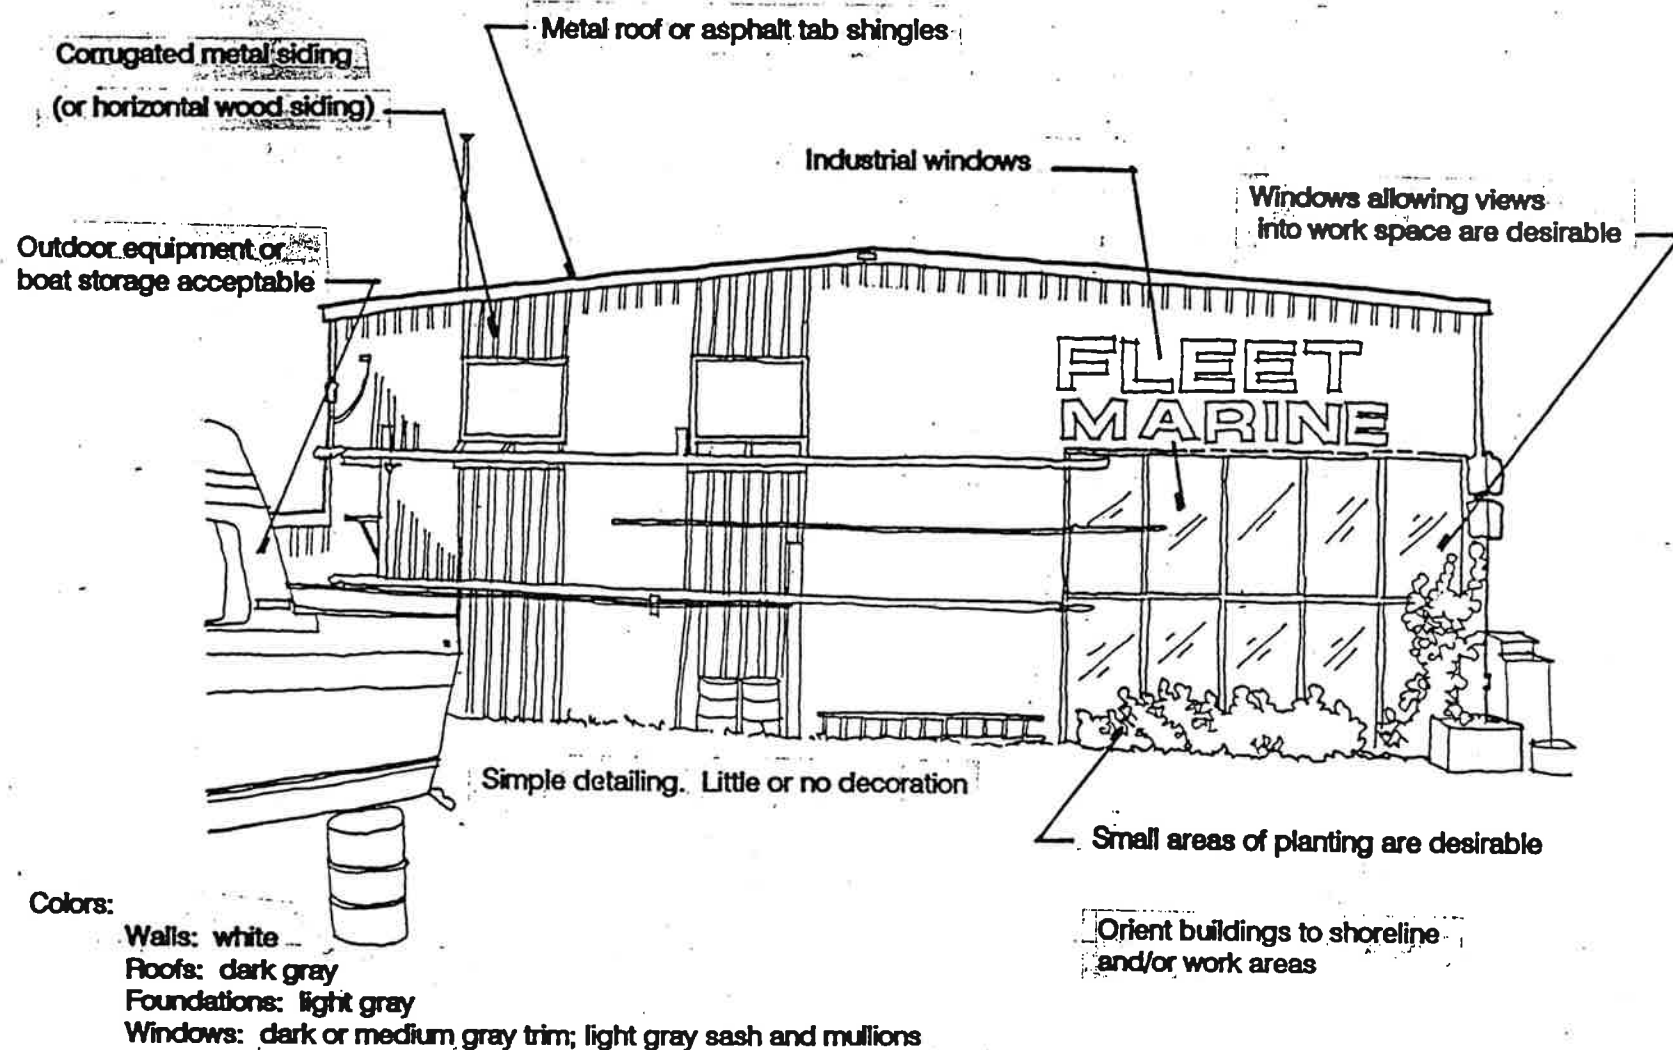 Metal roof or asphalt tab shingles
Corrugated metal siding
(or horizontal wood siding)
Industrial windows
Windows allowing views
into work space are desirable
Outdoor equipment or
boat storage acceptable
FLEET
MARINE
Simple detailing. Little or no decoration
Small areas of planting are desirable
Colors:
Walls: white
Roofs: dark gray
Foundations: light gray
Windows: dark or medium gray trim; light gray sash and mullions
Orient buildings to shoreline
and/or work areas